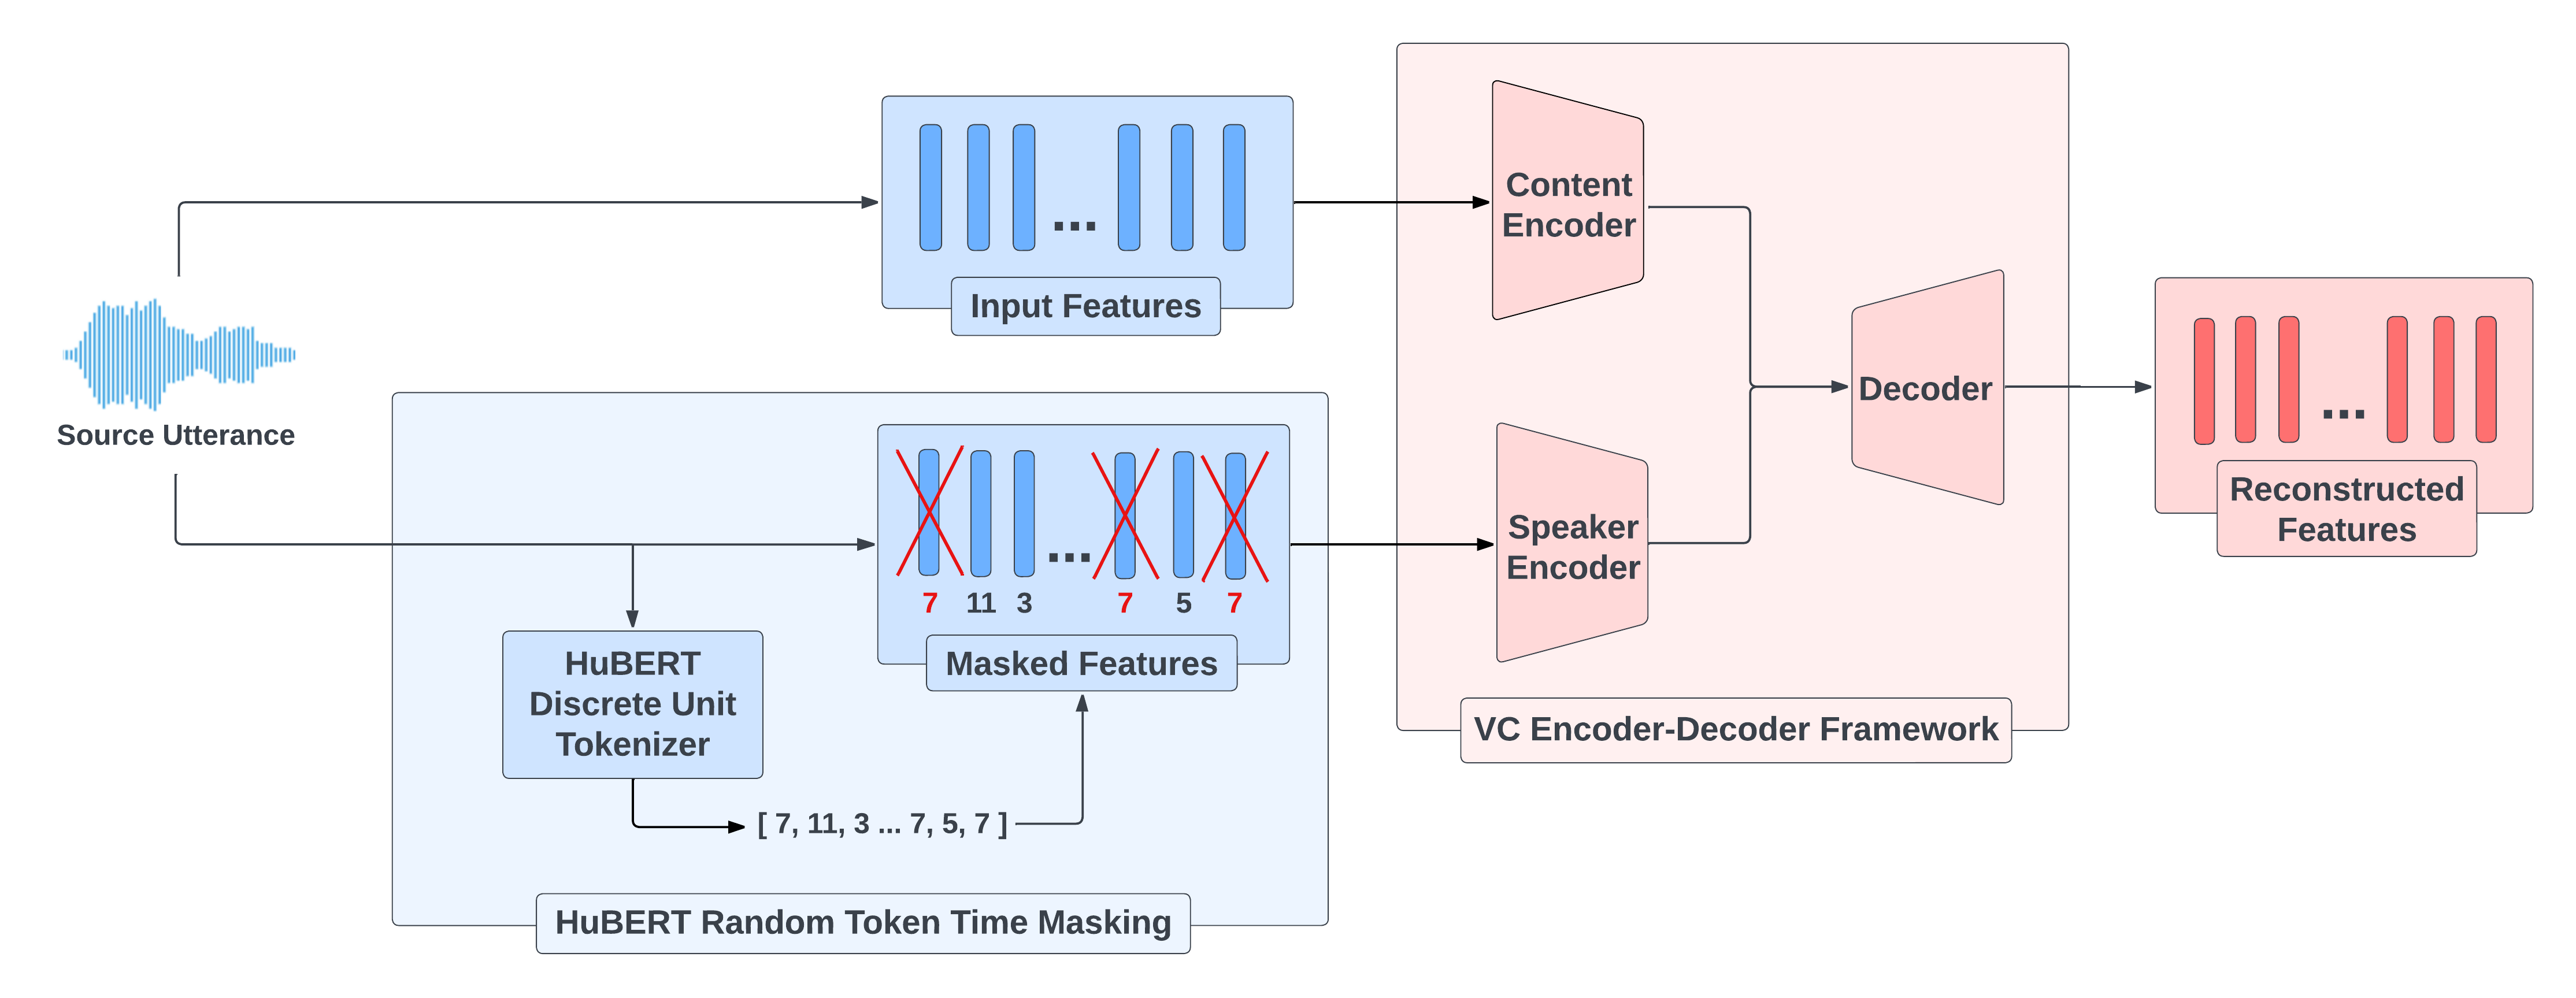 Source Utterance
...
Input Features
...
7 11 3 7 5 7
Masked Features
HuBERT
Discrete Unit
Tokenizer
[ 7, 11, 3 ... 7, 5, 7 ]
HuBERT Random Token Time Masking
Content
Encoder
Speaker
Encoder
Decoder
VC Encoder-Decoder Framework
...
Reconstructed
Features